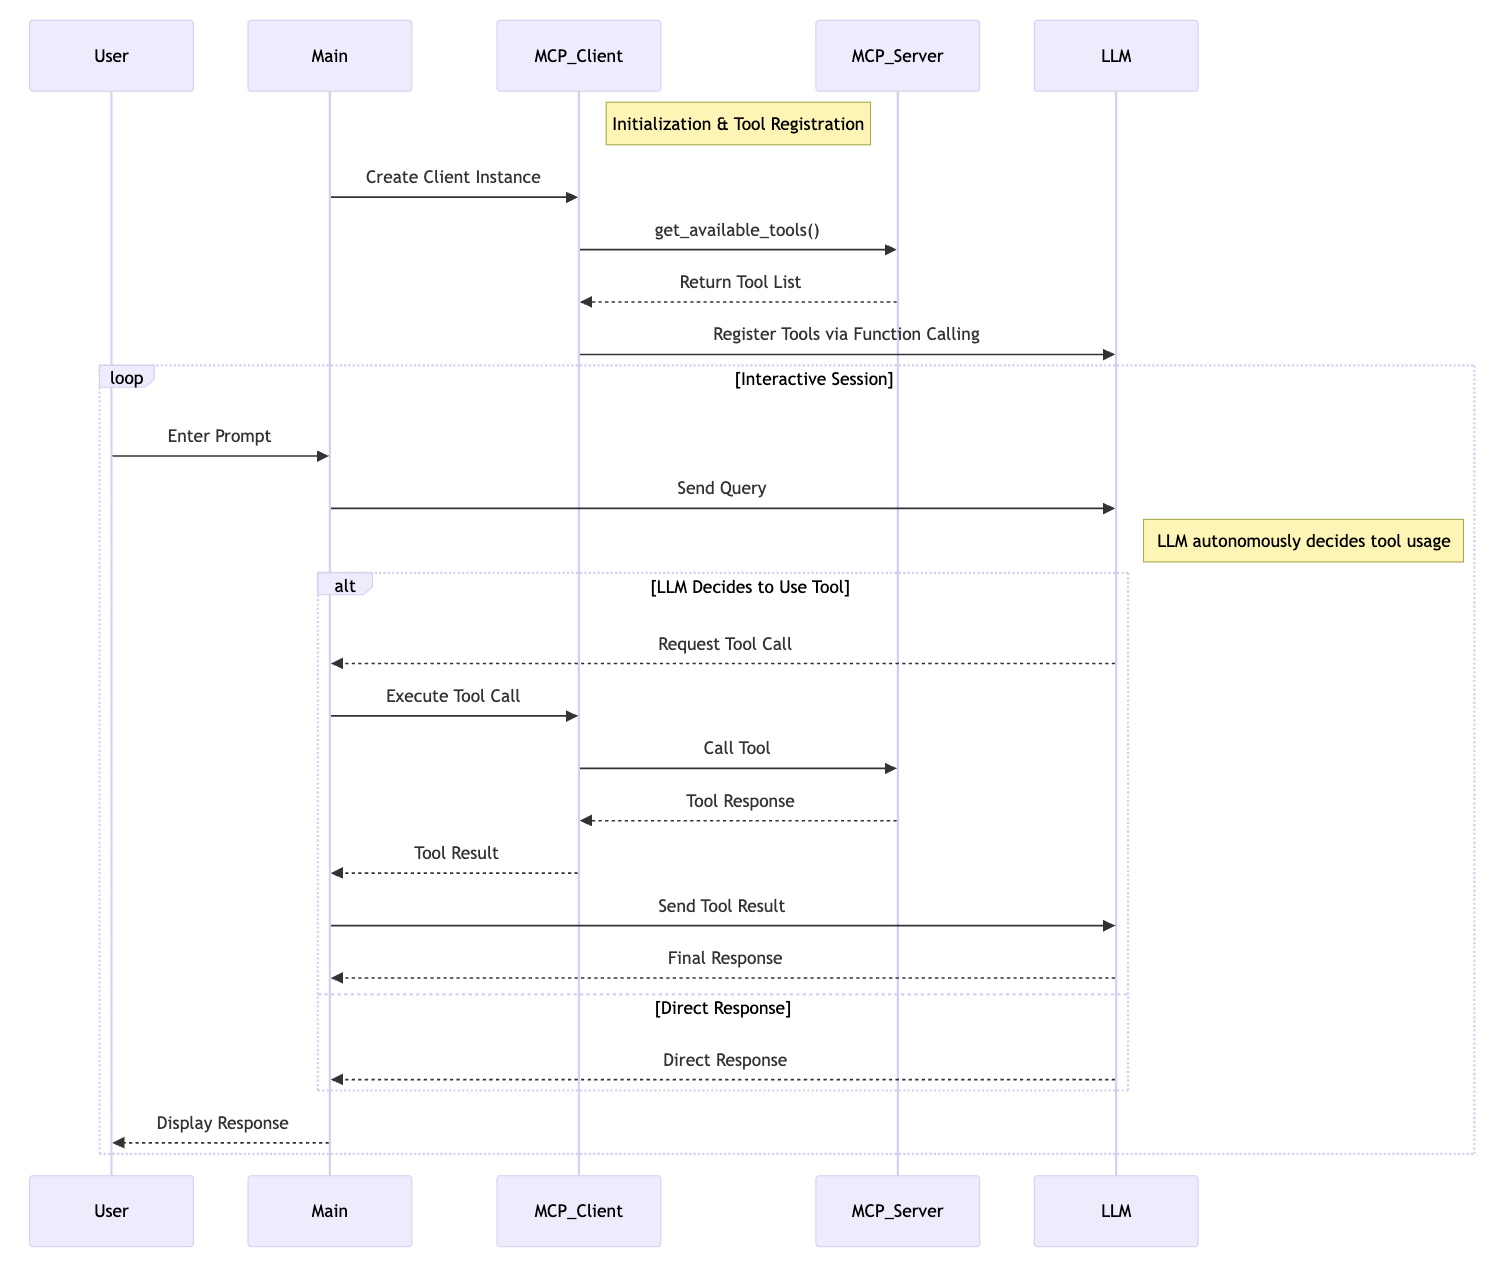 User
Main
MCP_Client
MCP_Server
LLM
Initialization & Tool Registration
Create Client Instance
get_available_tools()
Return Tool List
Register Tools via Function Calling
loop
[Interactive Session]
Enter Prompt
Send Query
LLM autonomously decides tool usage
alt
[LLM Decides to Use Tool]
Request Tool Call
Execute Tool Call
Call Tool
Tool Response
Tool Result
Send Tool Result
Final Response
[Direct Response]
Direct Response
Display Response
User
Main
MCP_Client
MCP_Server
LLM